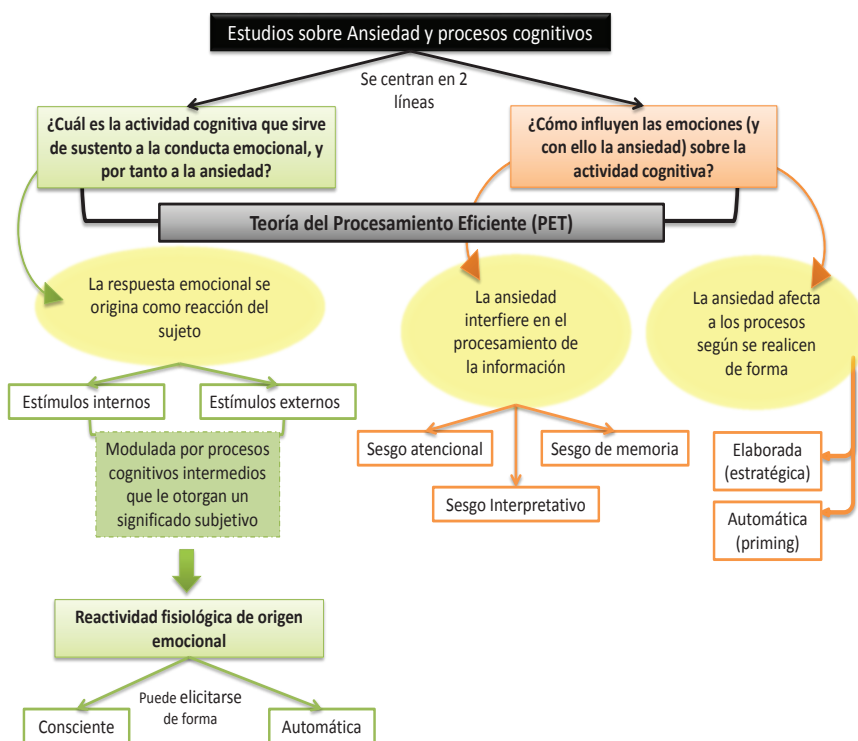 Estudios sobre Ansiedad y procesos cognitivos
Se centran en 2
líneas
¿Cuál es la actividad cognitiva que sirve
de sustento a la conducta emocional, y
por tanto a la ansiedad?
¿Cómo influyen las emociones (y
con ello la ansiedad) sobre la
actividad cognitiva?
Teoría del Procesamiento Eficiente (PET)
La respuesta emocional se
origina como reacción del
sujeto
La ansiedad
interfiere en el
procesamiento de
la información
La ansiedad afecta
a los procesos
según se realicen
de forma
Estímulos internos
Estímulos externos
Modulada por procesos
cognitivos intermedios
que le otorgan un
significado subjetivo
Sesgo atencional
Sesgo de memoria
Sesgo Interpretativo
Elaborada
(estratégica)
Automática
(priming)
Reactividad fisiológica de origen
emocional
Puede elicitarse
de forma
Consciente
Automática